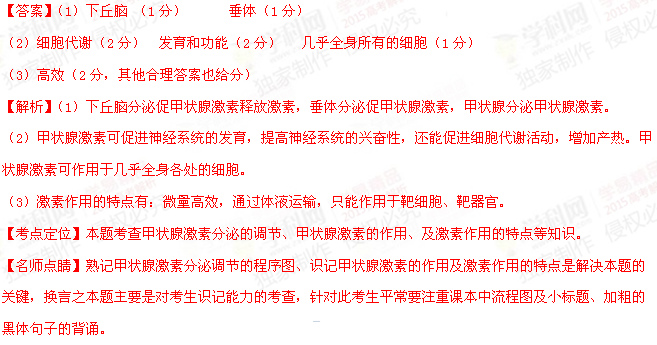 【答案】（1）下丘脑 （1 分）　　垂体（1 分）
（2）细胞代谢（2 分）　发育和功能（2 分）　几乎全身所有的细胞（1 分）
（3）高效（2 分，其他合理答案也给分）
【解析】（1）下丘脑分泌促甲状腺激素释放激素，垂体分泌促甲状腺激素，甲状腺分泌甲状腺激素。
（2）甲状腺激素可促进神经系统的发育，提高神经系统的兴奋性，还能促进细胞代谢活动，增加产热。甲
状腺激素可作用于几乎全身各处的细胞。
（3）激素作用的特点有：微量高效，通过体液运输，只能作用于靶细胞、靶器官。
【考点定位】本题考查甲状腺激素分泌的调节、甲状腺激素的作用、及激素作用的特点等知识。
【名师点睛】熟记甲状腺激素分泌调节的程序图、识记甲状腺激素的作用及激素作用的特点是解决本题的
关键，换言之本题主要是对考生识记能力的考查，针对此考生平常要注重课本中流程图及小标题、加粗的
黑体句子的背诵。